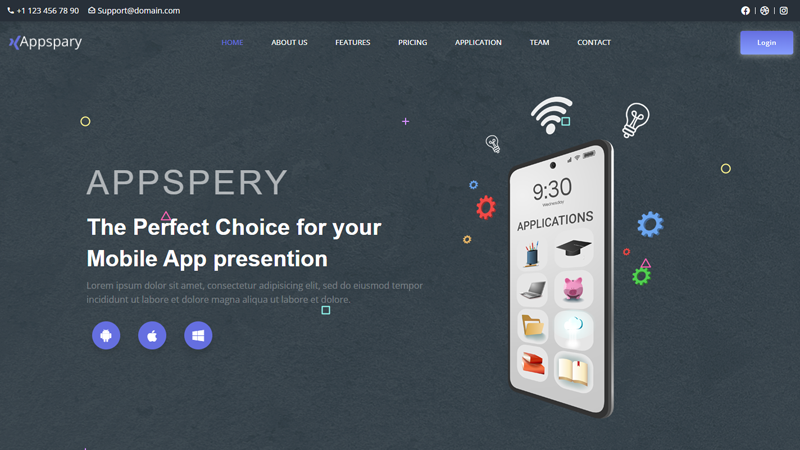 +1 123 456 78 90 Support@domain.com
Appspary
HOME ABOUT US FEATURES PRICING APPLICATION TEAM CONTACT
Login
APPSPERY
The Perfect Choice for your
Mobile App presention
Lorem ipsum dolor sit amet, consectetur adipisicing elit, sed do eiusmod tempor
incididunt ut labore et dolore magna aliqua ut labore et dolore.
9:30
Wednesday
APPLICATIONS